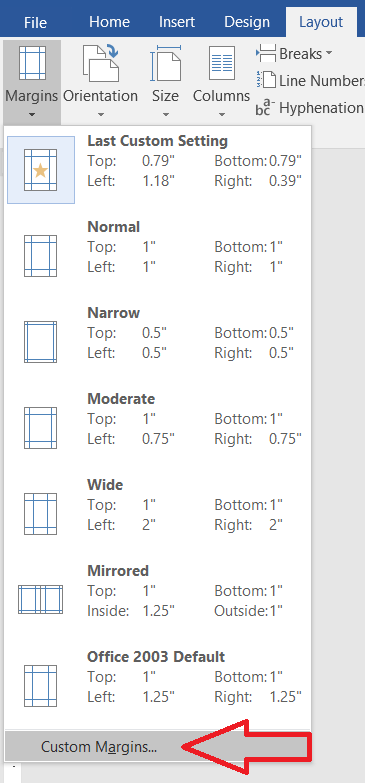 File Home Insert Design Layout
Margins Orientation Size Columns
Breaks
Line Number
Hyphenation
Last Custom Setting
Top: 0.79" Bottom: 0.79"
Left: 1.18" Right: 0.39"
Normal
Top: 1" Bottom: 1"
Left: 1" Right: 1"
Narrow
Top: 0.5" Bottom: 0.5"
Left: 0.5" Right: 0.5"
Moderate
Top: 1" Bottom: 1"
Left: 0.75" Right: 0.75"
Wide
Top: 1" Bottom: 1"
Left: 2" Right: 2"
Mirrored
Top: 1" Bottom: 1"
Inside: 1.25" Outside: 1"
Office 2003 Default
Top: 1" Bottom: 1"
Left: 1.25" Right: 1.25"
Custom Margins...